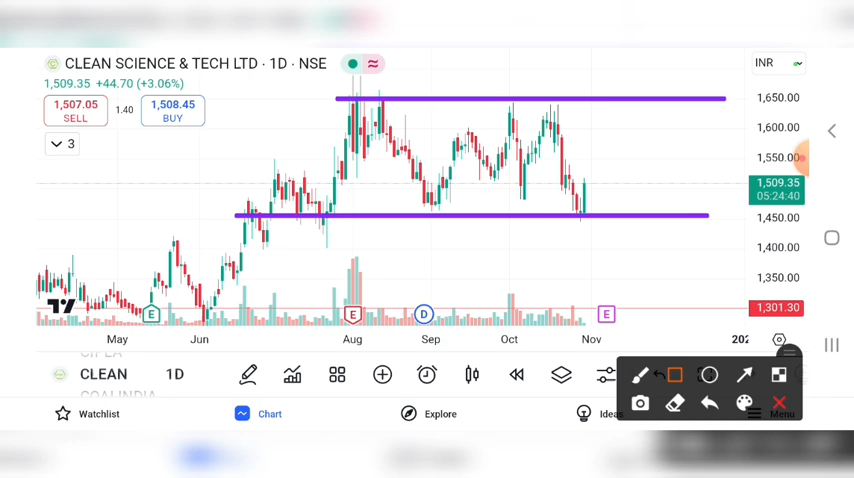 CLEAN SCIENCE & TECH LTD · 1D · NSE
INR
1,509.35 +44.70 (+3.06%)
1,507.05
SELL
1.40
1,508.45
BUY
3
1,650.00
1,600.00
1,550.00
1,509.35
05:24:40
1,450.00
1,400.00
1,350.00
1,301.30
E
E
D
E
May
Jun
Aug
Sep
Oct
Nov
202
CIPLA
CLEAN
1D
COALINDIA
Watchlist
Chart
Explore
Ideas
Menu